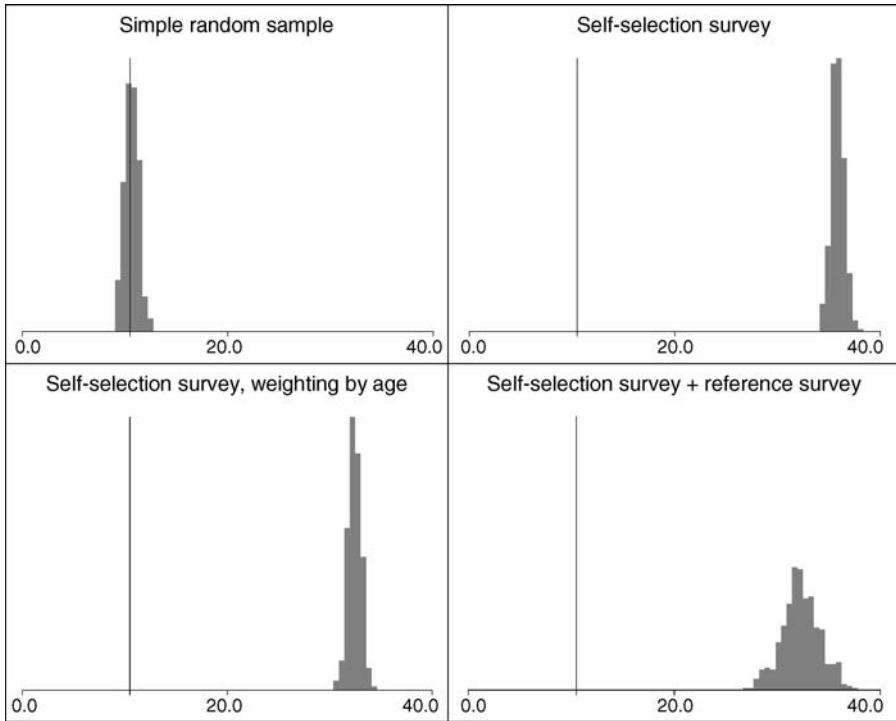 Simple random sample
0.0 20.0 40.0
Self-selection survey
0.0 20.0 40.0
Self-selection survey, weighting by age
0.0 20.0 40.0
Self-selection survey + reference survey
0.0 20.0 40.0